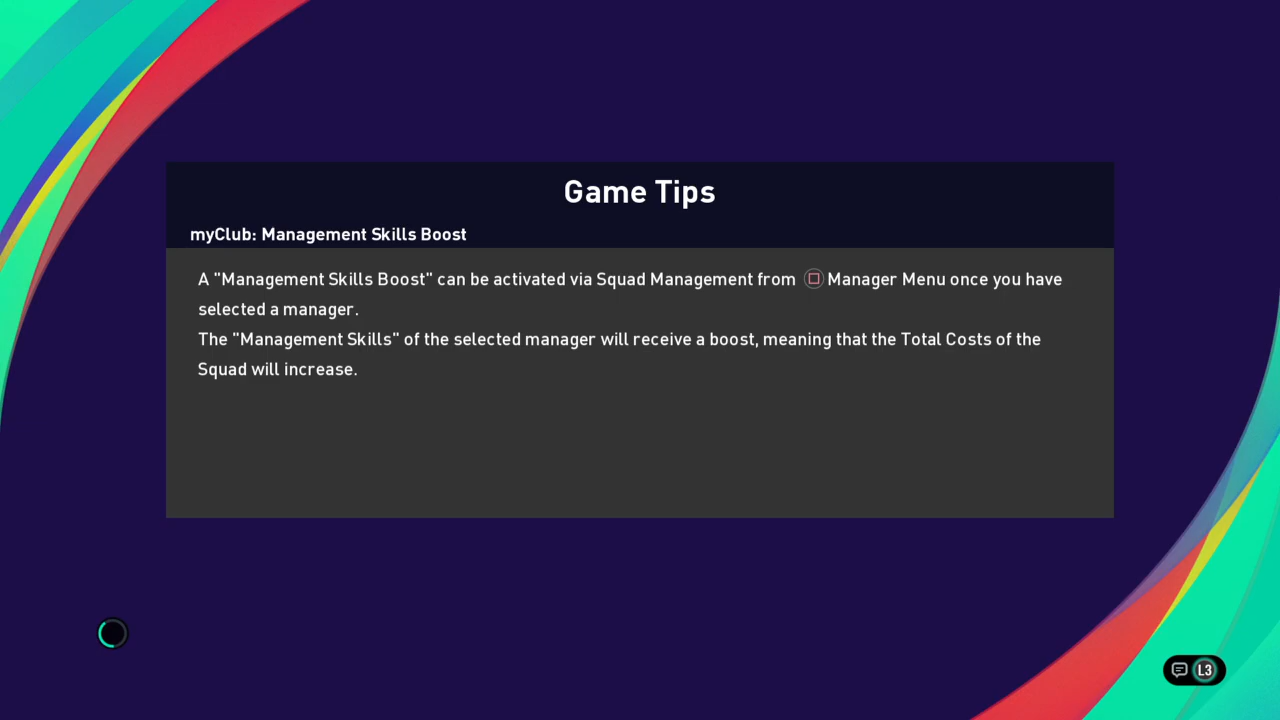 Game Tips
myClub: Management Skills Boost
A "Management Skills Boost" can be activated via Squad Management from Manager Menu once you have
selected a manager.
The "Management Skills" of the selected manager will receive a boost, meaning that the Total Costs of the
Squad will increase.
L3